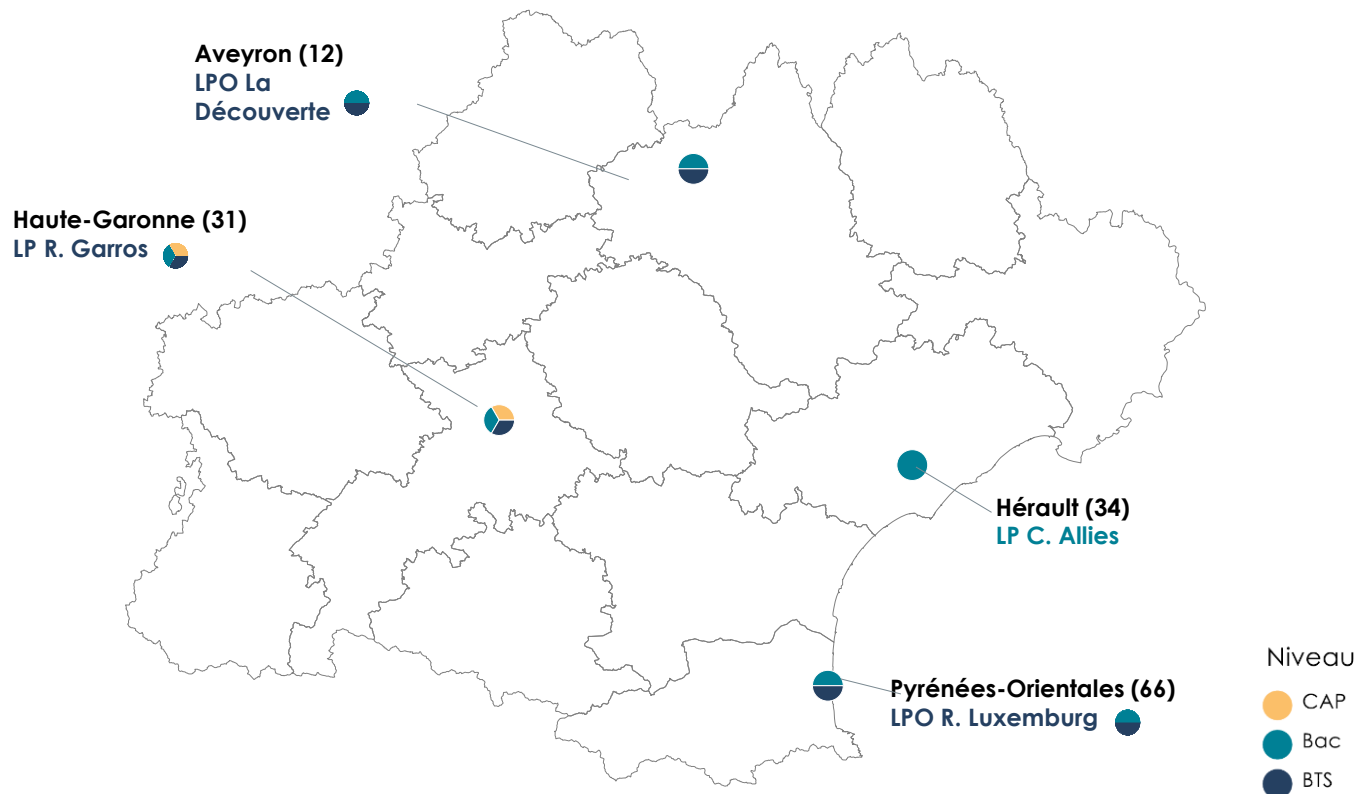 Aveyron (12)
LPO La
Découverte
Haute-Garonne (31)
LP R. Garros
Hérault (34)
LP C. Allies
Pyrénées-Orientales (66)
LPO R. Luxemburg
Niveau
CAP
Bac
BTS